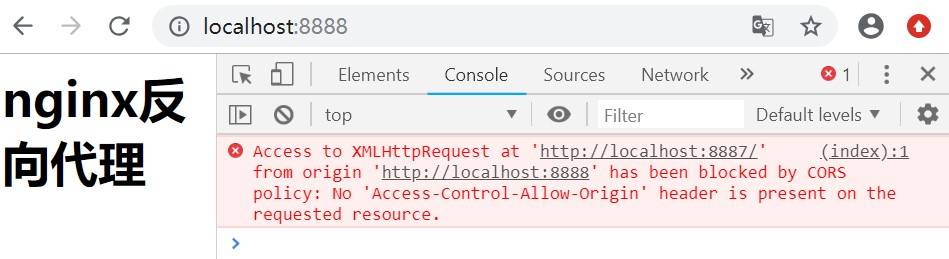 localhost:8888
nginx反
向代理
Elements Console Sources Network 1
top Filter Default levels
Access to XMLHttpRequest at 'http://localhost:8887/' (index):1
from origin 'http://localhost:8888' has been blocked by CORS
policy: No 'Access-Control-Allow-Origin' header is present on the
requested resource.